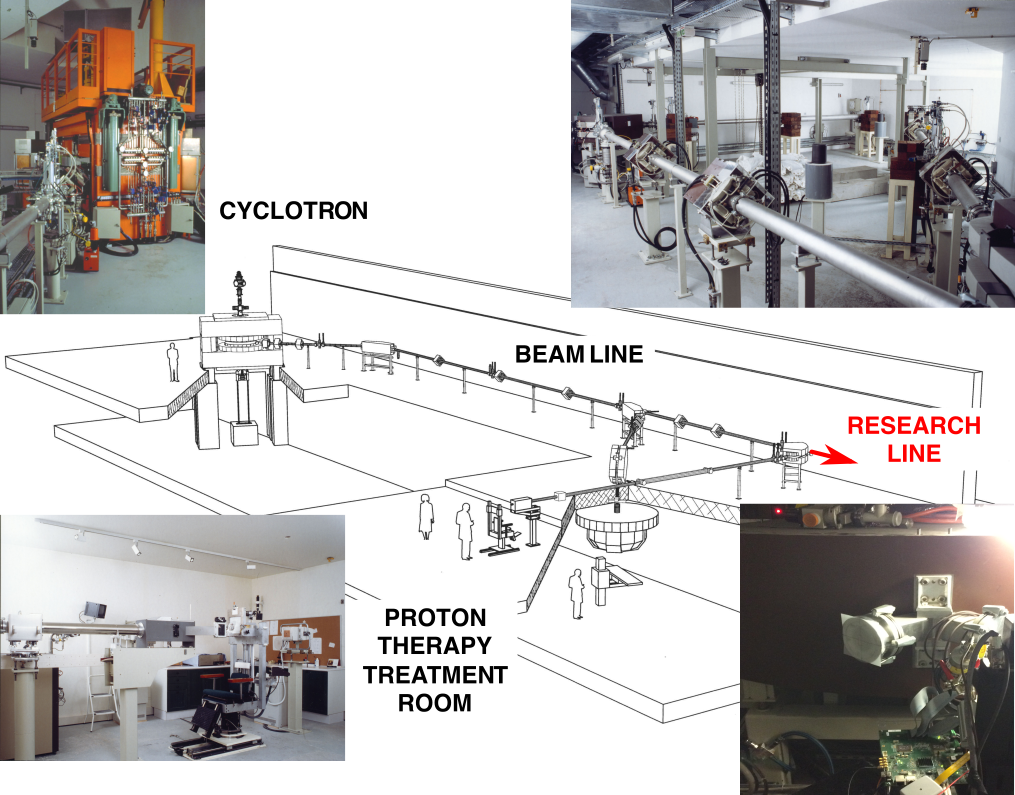 CYCLOTRON
BEAM LINE
RESEARCH
LINE
PROTON
THERAPY
TREATMENT
ROOM